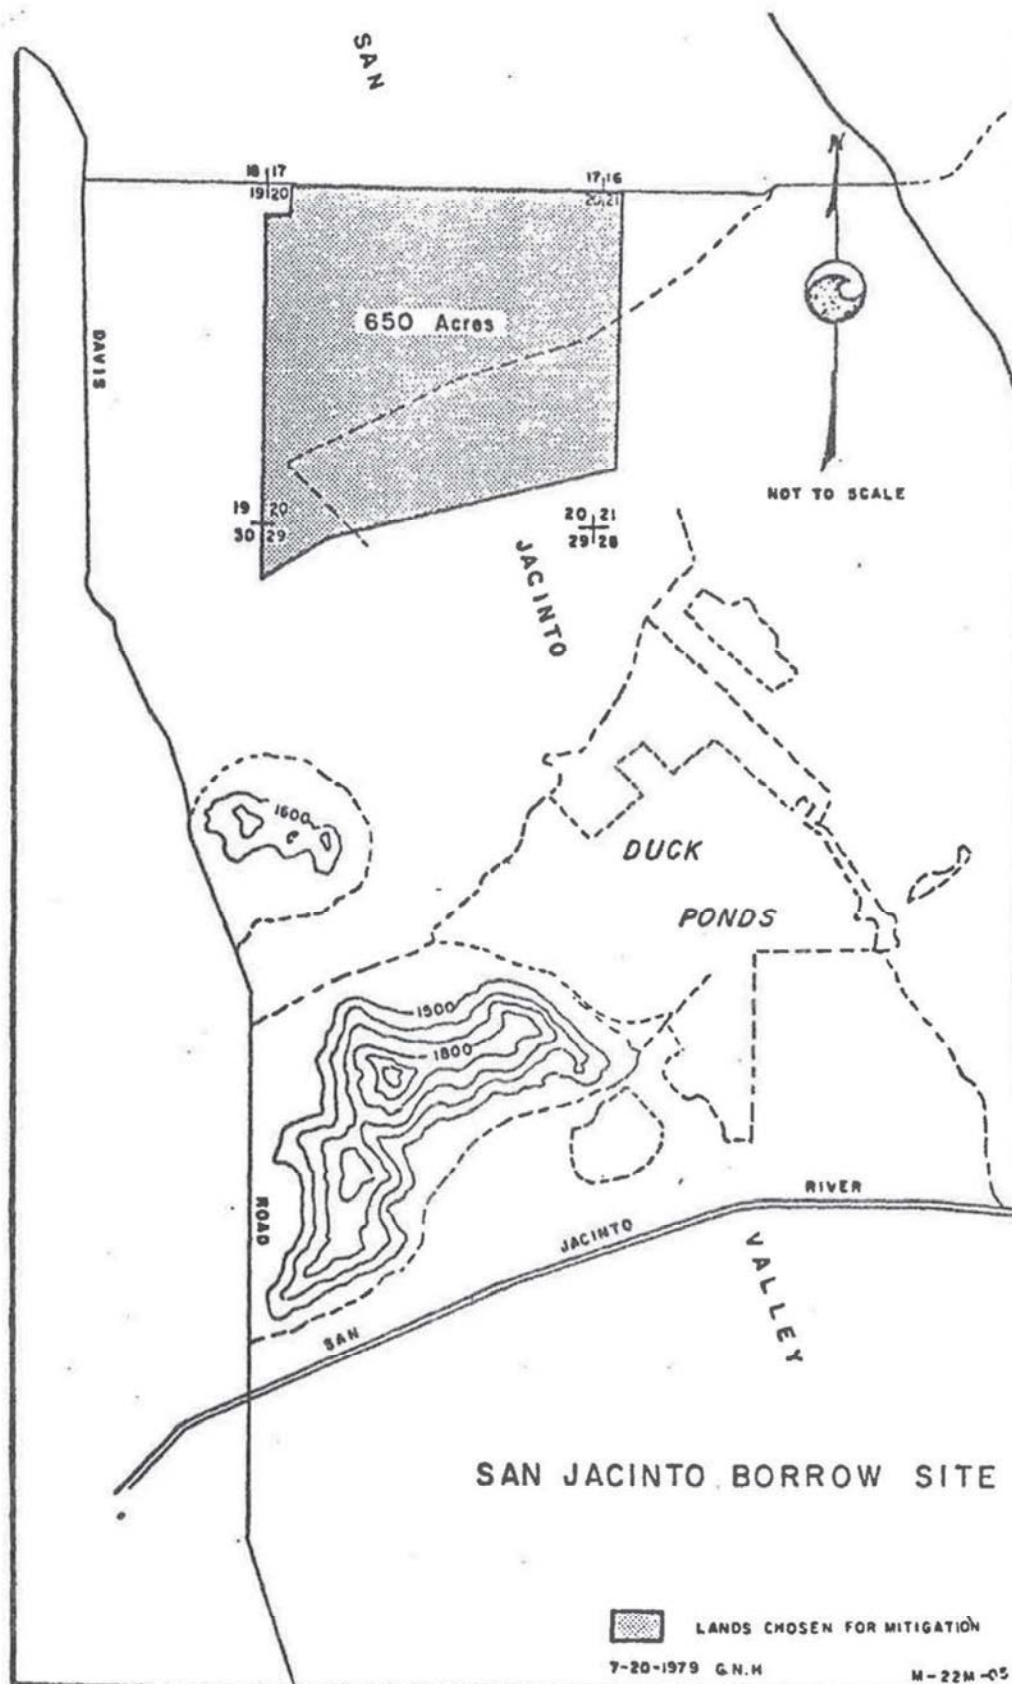 SAN
N
18 17
19 20
17 16
20 21
650 Acres
DAVIS
NOT TO SCALE
19 20
30 29
20 21
29 28
JACINTO
1600
DUCK
PONDS
1500
1800
ROAD
RIVER
JACINTO
SAN
VALLEY
SAN JACINTO BORROW SITE
LANDS CHOSEN FOR MITIGATION
7-20-1979 G.N.H
M-22M-05